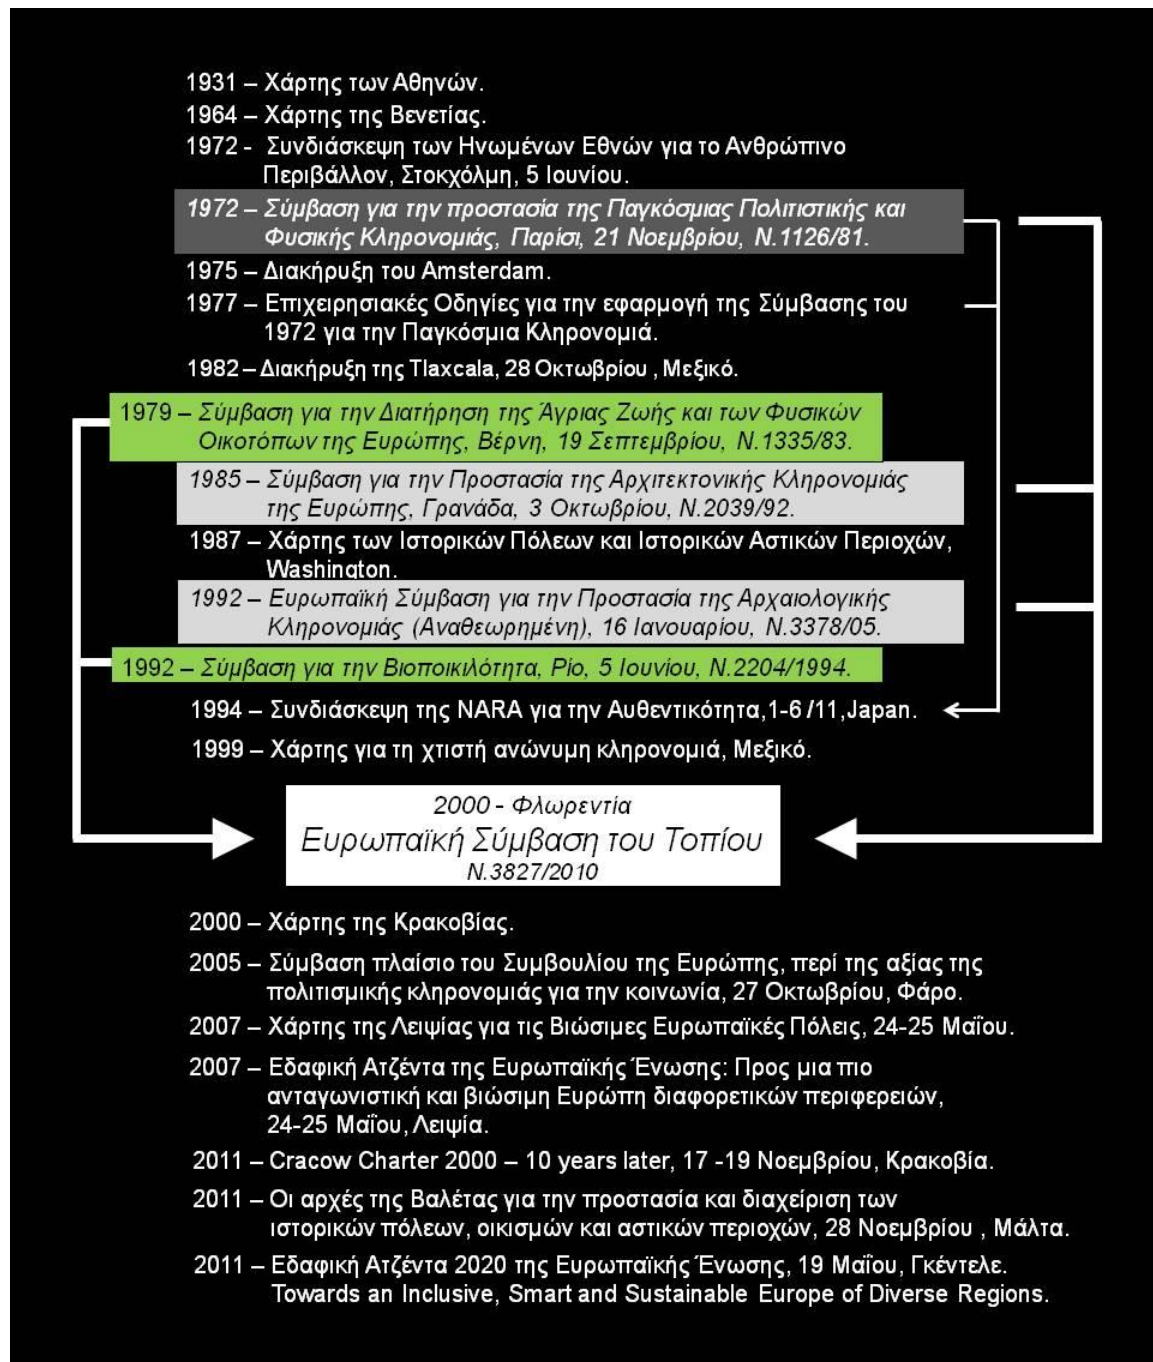 1931 – Χάρτης των Αθηνών.
1964 – Χάρτης της Βενετίας.
1972 - Συνδιάσκεψη των Ηνωμένων Εθνών για το Ανθρώπινο
Περιβάλλον, Στοκχόλμη, 5 Ιουνίου.
1972 – Σύμβαση για την προστασία της Παγκόσμιας Πολιτιστικής και
Φυσικής Κληρονομιάς, Παρίσι, 21 Νοεμβρίου, Ν.1126/81.
1975 – Διακήρυξη του Amsterdam.
1977 – Επιχειρησιακές Οδηγίες για την εφαρμογή της Σύμβασης του
1972 για την Παγκόσμια Κληρονομιά.
1982 – Διακήρυξη της Tlaxcala, 28 Οκτωβρίου , Μεξικό.
1979 – Σύμβαση για την Διατήρηση της Άγριας Ζωής και των Φυσικών
Οικοτόπων της Ευρώπης, Βέρνη, 19 Σεπτεμβρίου, Ν.1335/83.
1985 – Σύμβαση για την Προστασία της Αρχιτεκτονικής Κληρονομιάς
της Ευρώπης, Γρανάδα, 3 Οκτωβρίου, Ν.2039/92.
1987 – Χάρτης των Ιστορικών Πόλεων και Ιστορικών Αστικών Περιοχών,
Washington.
1992 – Ευρωπαϊκή Σύμβαση για την Προστασία της Αρχαιολογικής
Κληρονομιάς (Αναθεωρημένη), 16 Ιανουαρίου, Ν.3378/05.
1992 – Σύμβαση για την Βιοποικιλότητα, Ρίο, 5 Ιουνίου, Ν.2204/1994.
1994 – Συνδιάσκεψη της NARA για την Αυθεντικότητα,1-6 /11,Japan.
1999 – Χάρτης για τη χτιστή ανώνυμη κληρονομιά, Μεξικό.
2000 - Φλωρεντία
Ευρωπαϊκή Σύμβαση του Τοπίου
Ν.3827/2010
2000 – Χάρτης της Κρακοβίας.
2005 – Σύμβαση πλαίσιο του Συμβουλίου της Ευρώπης, περί της αξίας της
πολιτισμικής κληρονομιάς για την κοινωνία, 27 Οκτωβρίου, Φάρο.
2007 – Χάρτης της Λειψίας για τις Βιώσιμες Ευρωπαϊκές Πόλεις, 24-25 Μαΐου.
2007 – Εδαφική Ατζέντα της Ευρωπαϊκής Ένωσης: Προς μια πιο
ανταγωνιστική και βιώσιμη Ευρώπη διαφορετικών περιφερειών,
24-25 Μαΐου, Λειψία.
2011 – Cracow Charter 2000 – 10 years later, 17 -19 Νοεμβρίου, Κρακοβία.
2011 – Οι αρχές της Βαλέτας για την προστασία και διαχείριση των
ιστορικών πόλεων, οικισμών και αστικών περιοχών, 28 Νοεμβρίου , Μάλτα.
2011 – Εδαφική Ατζέντα 2020 της Ευρωπαϊκής Ένωσης, 19 Μαΐου, Γκέντελε.
Towards an Inclusive, Smart and Sustainable Europe of Diverse Regions.